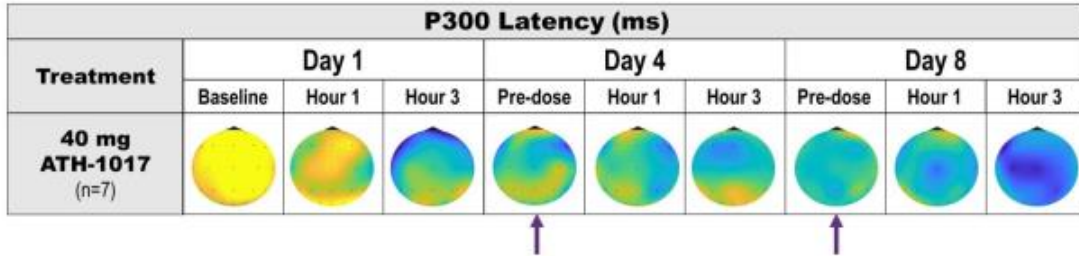 P300 Latency (ms)
Treatment
Day 1
Day 4
Day 8
Baseline
Hour 1
Hour 3
Pre-dose
Hour 1
Hour 3
Pre-dose
Hour 1
Hour 3
40 mg
ATH-1017
(n=7)